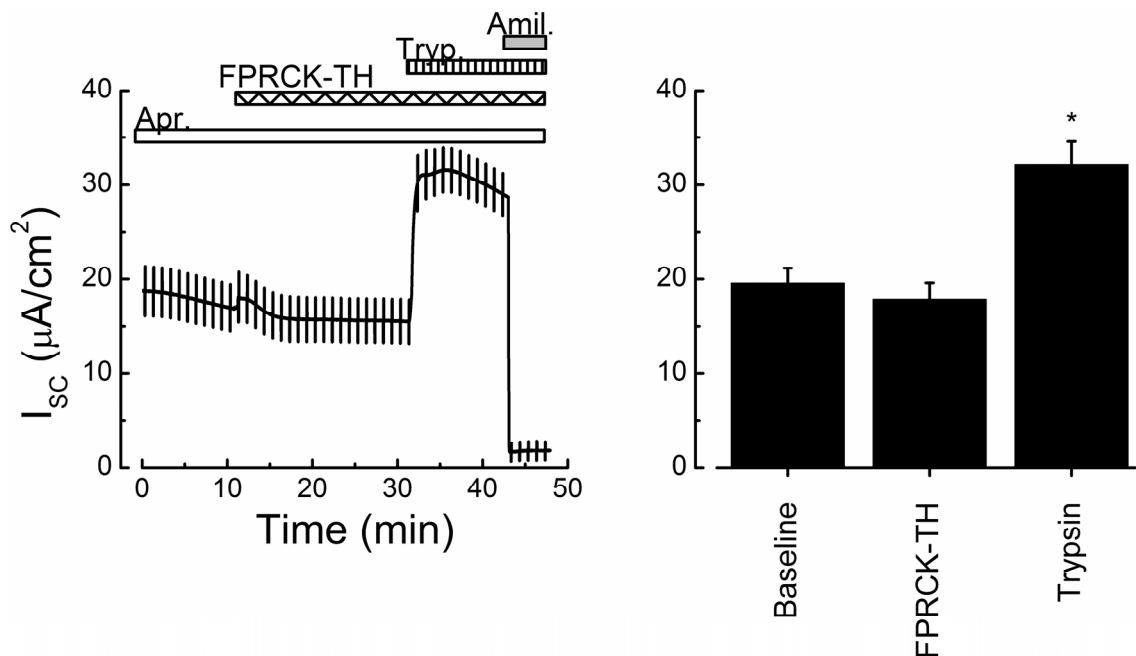 Amil.
Tryp.
FPRCK-TH
Apr.
40
30
20
10
0
I_SC (μA/cm²)
0 10 20 30 40 50
Time (min)
40
30
20
10
0
*
Baseline
FPRCK-TH
Trypsin